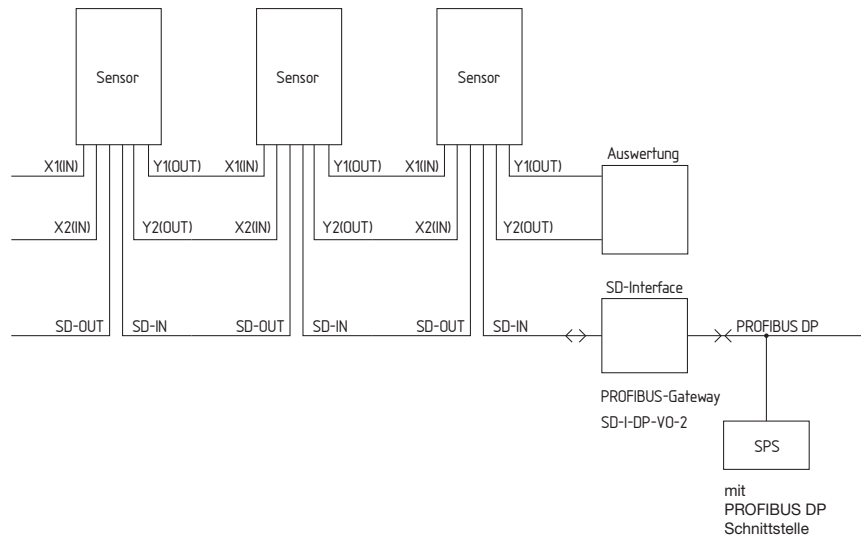 Sensor
Sensor
Sensor
X1(IN)
Y1(OUT)
X1(IN)
Y1(OUT)
X1(IN)
Y1(OUT)
Auswertung
X2(IN)
Y2(OUT)
X2(IN)
Y2(OUT)
X2(IN)
Y2(OUT)
SD-Interface
SD-OUT
SD-IN
SD-OUT
SD-IN
SD-OUT
SD-IN
PROFIBUS DP
PROFIBUS-Gateway
SD-I-DP-V0-2
SPS
mit
PROFIBUS DP
Schnittstelle